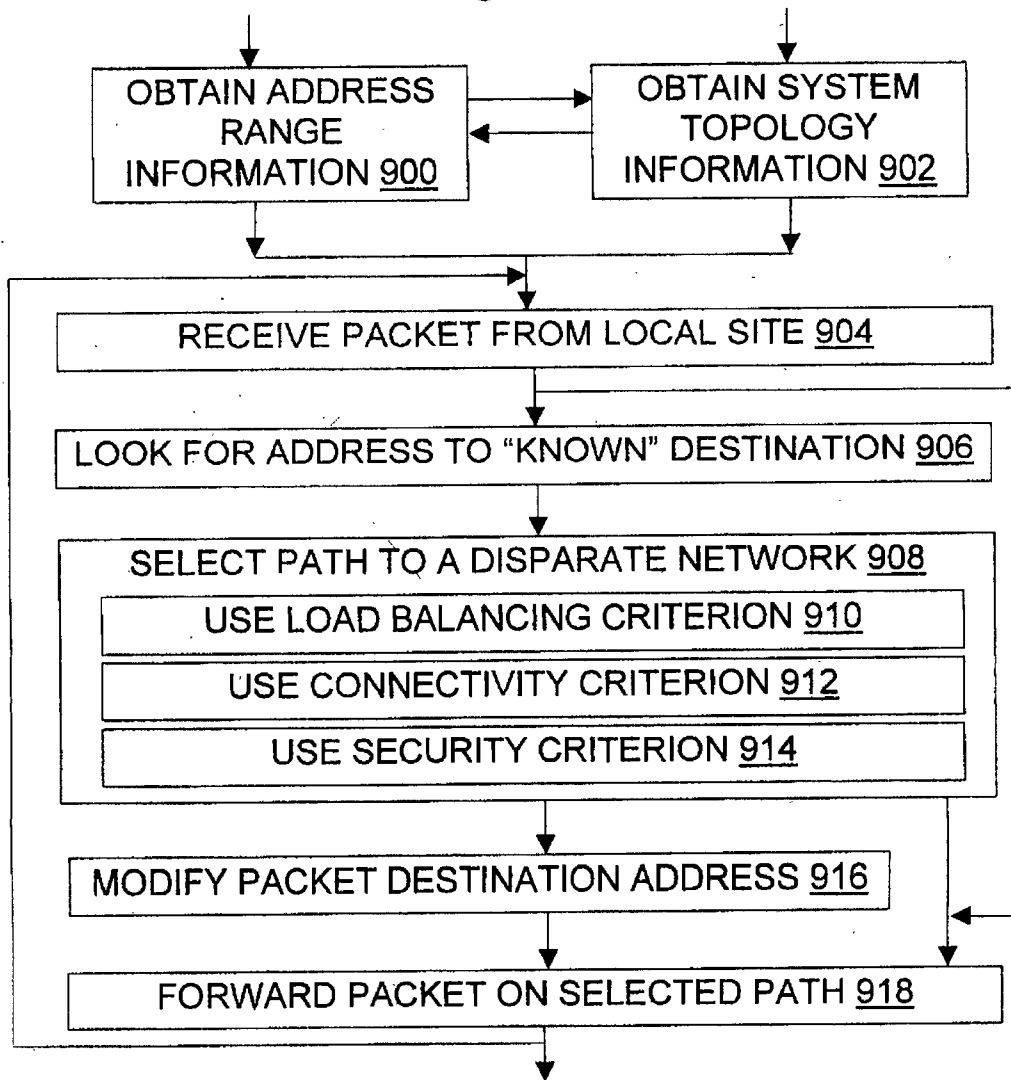 OBTAIN ADDRESS
RANGE
INFORMATION 900
OBTAIN SYSTEM
TOPOLOGY
INFORMATION 902
RECEIVE PACKET FROM LOCAL SITE 904
LOOK FOR ADDRESS TO “KNOWN” DESTINATION 906
SELECT PATH TO A DISPARATE NETWORK 908
USE LOAD BALANCING CRITERION 910
USE CONNECTIVITY CRITERION 912
USE SECURITY CRITERION 914
MODIFY PACKET DESTINATION ADDRESS 916
FORWARD PACKET ON SELECTED PATH 918